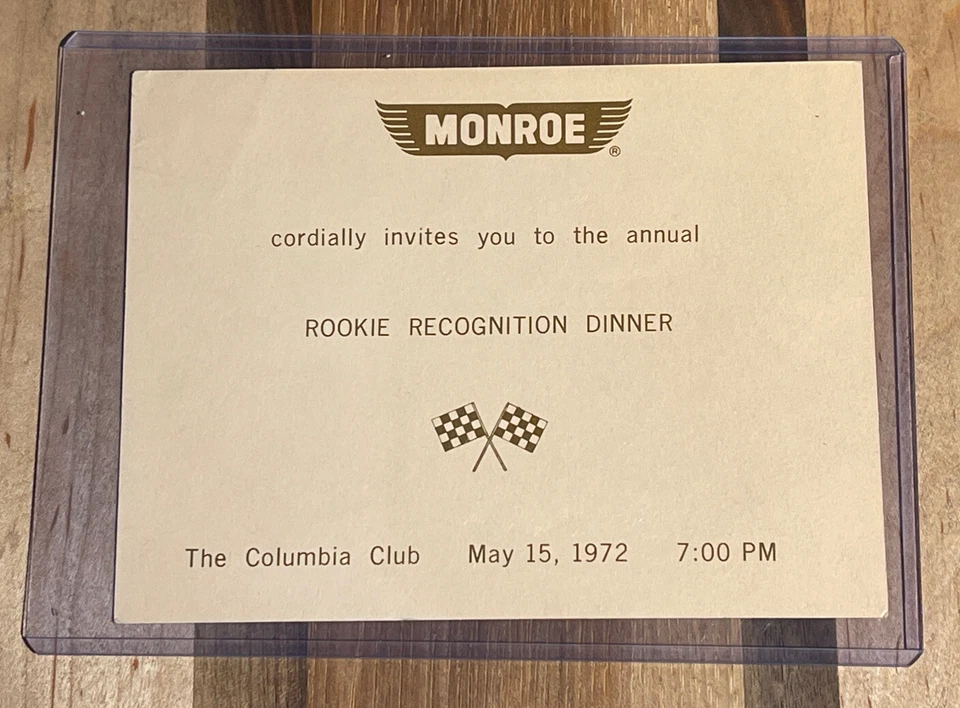 MONROE ®
cordially invites you to the annual
ROOKIE RECOGNITION DINNER
The Columbia Club May 15, 1972 7:00 PM